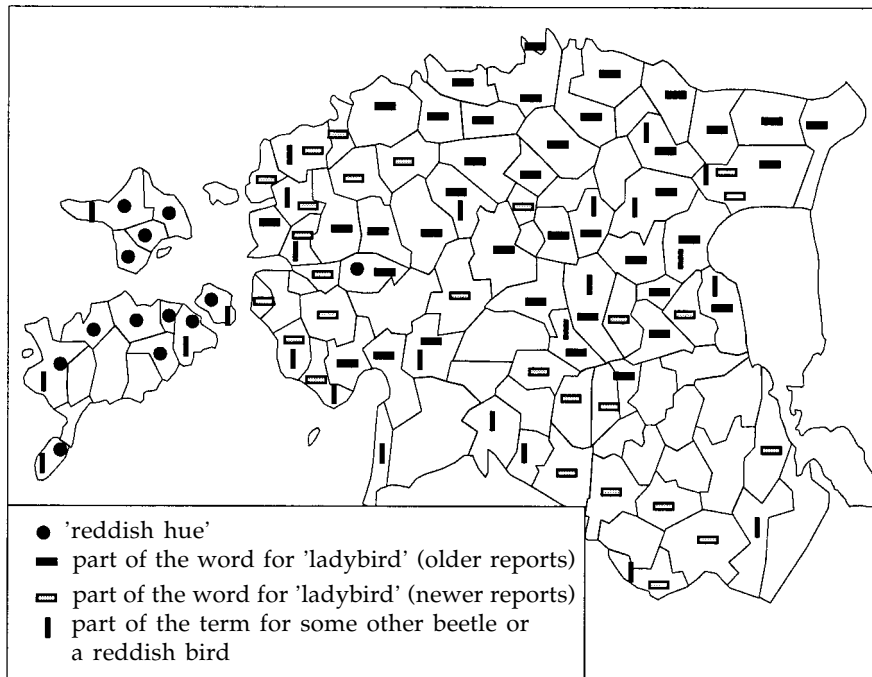 'reddish hue'
part of the word for 'ladybird' (older reports)
part of the word for 'ladybird' (newer reports)
part of the term for some other beetle or
a reddish bird